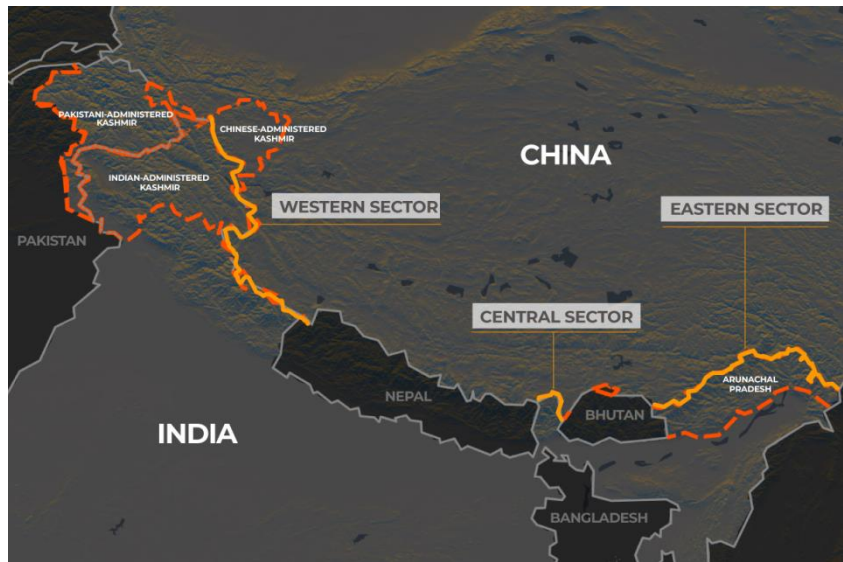 PAKISTANI-ADMINISTERED
KASHMIR
CHINESE-ADMINISTERED
KASHMIR
CHINA
INDIAN-ADMINISTERED
KASHMIR
WESTERN SECTOR
EASTERN SECTOR
PAKISTAN
CENTRAL SECTOR
ARUNACHAL
PRADESH
NEPAL
BHUTAN
INDIA
BANGLADESH